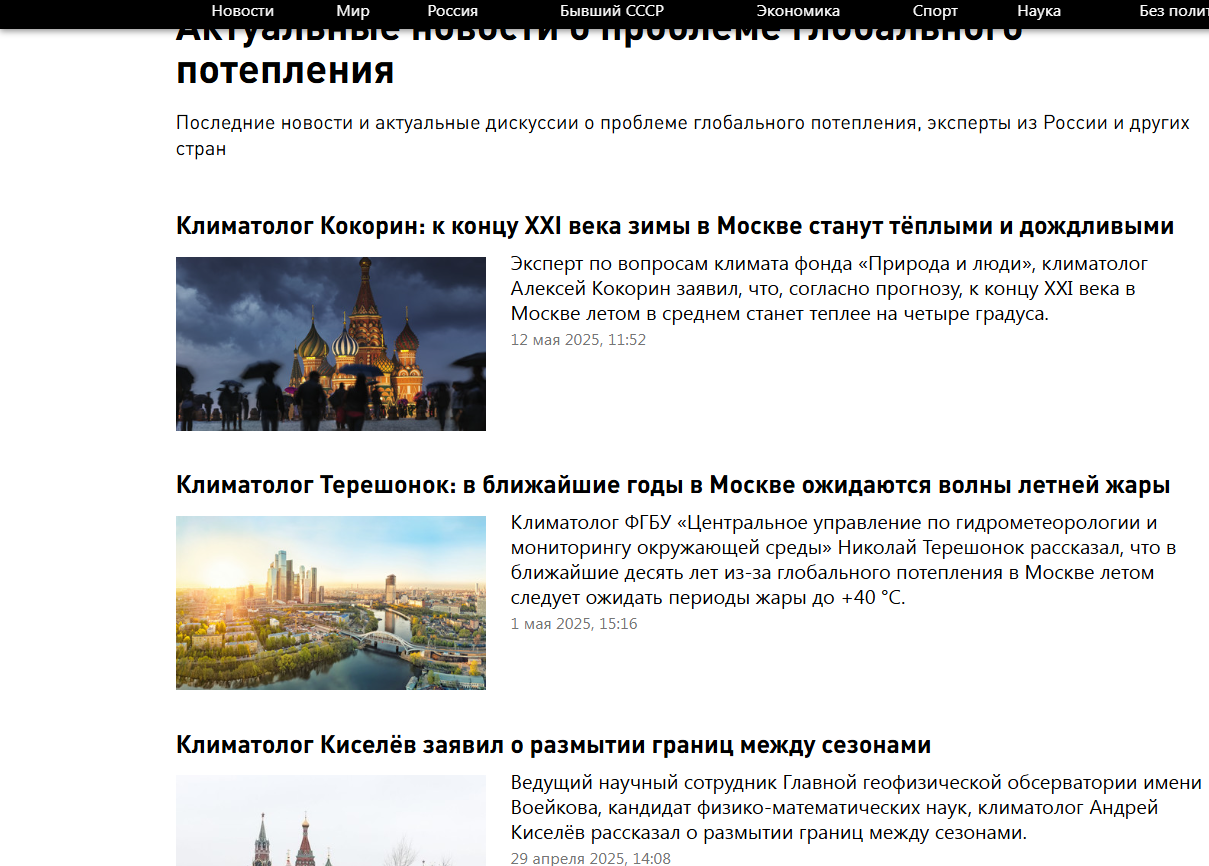 Новости Мир Россия Бывший СССР Экономика Спорт Наука Без полит
Актуальные новости о проблеме глобального
потепления
Последние новости и актуальные дискуссии о проблеме глобального потепления, эксперты из России и других
стран
Климатолог Кокорин: к концу XXI века зимы в Москве станут тёплыми и дождливыми
Эксперт по вопросам климата фонда «Природа и люди», климатолог
Алексей Кокорин заявил, что, согласно прогнозу, к концу XXI века в
Москве летом в среднем станет теплее на четыре градуса.
12 мая 2025, 11:52
Климатолог Терешонок: в ближайшие годы в Москве ожидаются волны летней жары
Климатолог ФГБУ «Центральное управление по гидрометеорологии и
мониторингу окружающей среды» Николай Терешонок рассказал, что в
ближайшие десять лет из-за глобального потепления в Москве летом
следует ожидать периоды жары до +40 °С.
1 мая 2025, 15:16
Климатолог Киселёв заявил о размытии границ между сезонами
Ведущий научный сотрудник Главной геофизической обсерватории имени
Воейкова, кандидат физико-математических наук, климатолог Андрей
Киселёв рассказал о размытии границ между сезонами.
29 апреля 2025, 14:08